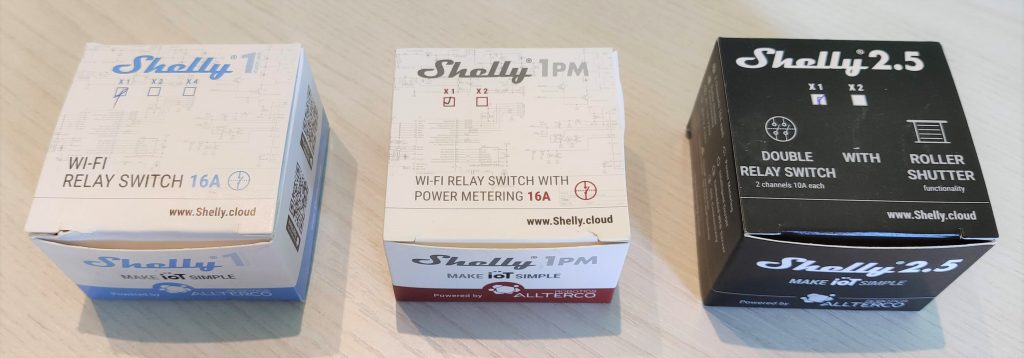 Shelly® 1
X1 X2 X4
WI-FI
RELAY SWITCH 16A
www.Shelly.cloud
Shelly® 1
MAKE IoT SIMPLE
Powered by ALLTERCO
Shelly® 1PM
X1 X2
WI-FI RELAY SWITCH WITH
POWER METERING 16A
www.Shelly.cloud
Shelly® 1PM
MAKE IoT SIMPLE
Powered by ALLTERCO
ROBOTICS
Shelly® 2.5
X1 X2
DOUBLE
RELAY SWITCH
2 channels 10A each
WITH
ROLLER
SHUTTER
functionality
www.Shelly.cloud
Shelly® 2.5
MAKE IoT SIMPLE
Powered by ALLTERCO
ROBOTICS